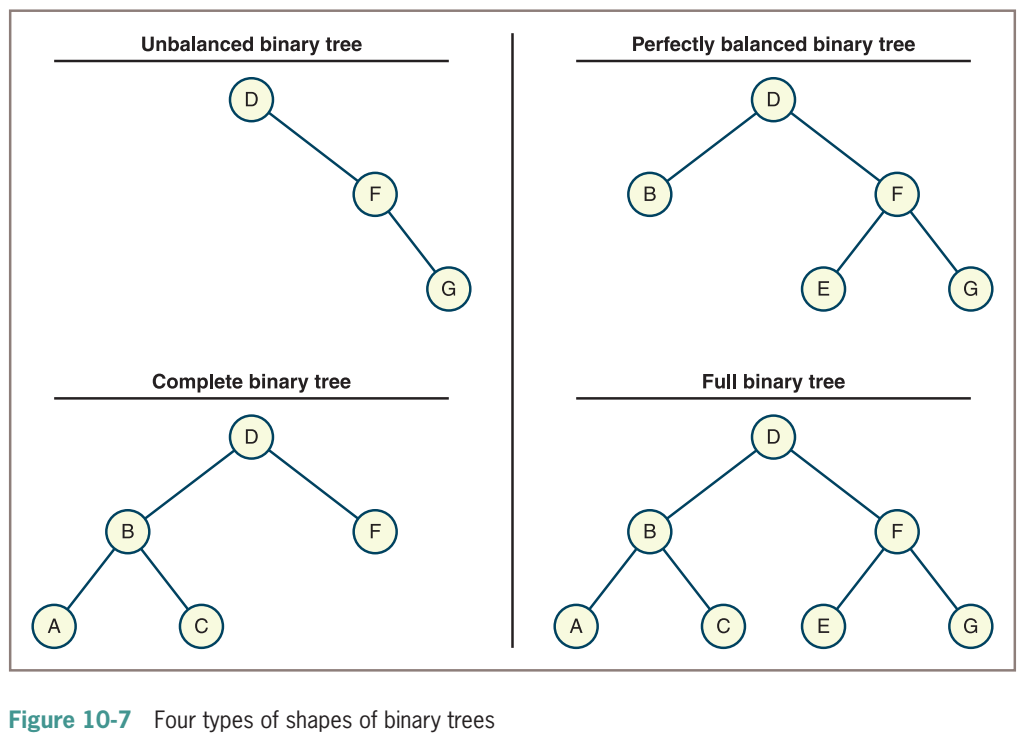 Unbalanced binary tree
D
F
G
Perfectly balanced binary tree
D
B
F
E
G
Complete binary tree
D
B
F
A
C
Full binary tree
D
B
F
A
C
E
G
Figure 10-7 Four types of shapes of binary trees